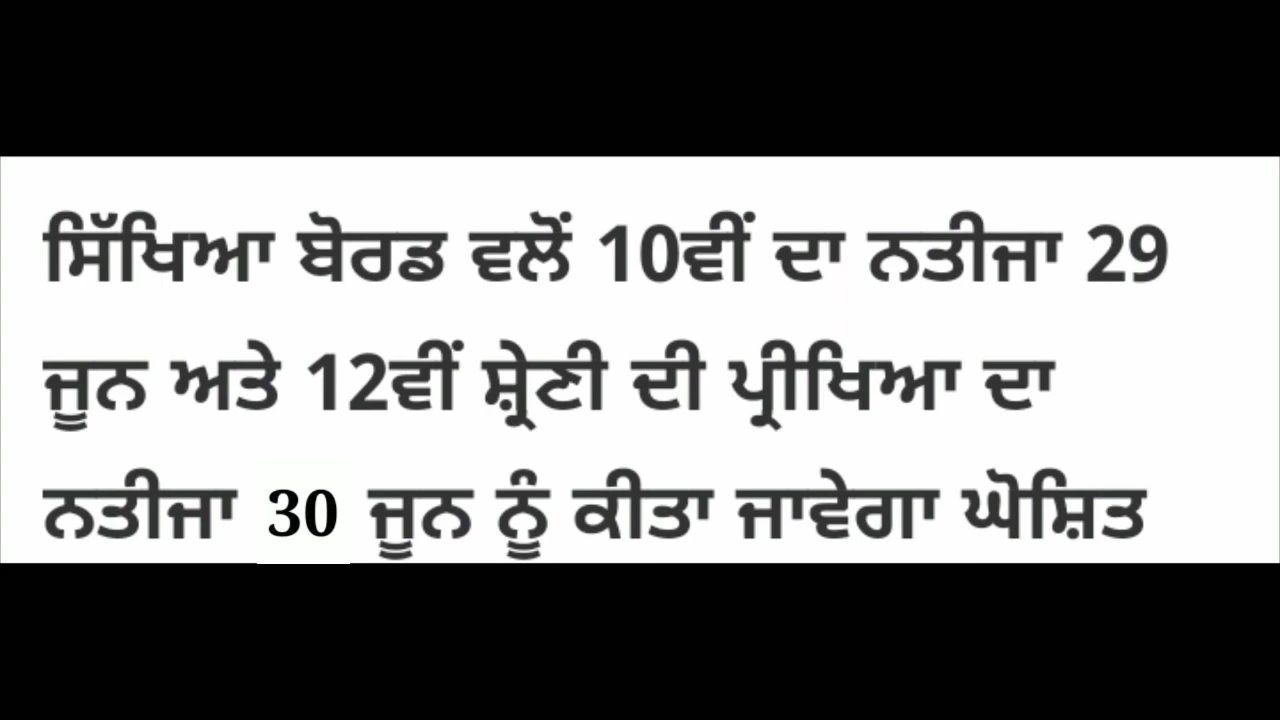 ਸਿੱਖਿਆ ਬੋਰਡ ਵਲੋਂ 10ਵੀਂ ਦਾ ਨਤੀਜਾ 29
ਜੂਨ ਅਤੇ 12ਵੀਂ ਸ਼੍ਰੇਣੀ ਦੀ ਪ੍ਰੀਖਿਆ ਦਾ
ਨਤੀਜਾ 30 ਜੂਨ ਨੂੰ ਕੀਤਾ ਜਾਵੇਗਾ ਘੋਸ਼ਿਤ